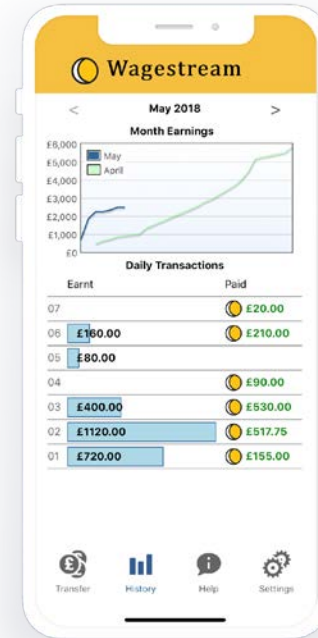 Wagestream
< May 2018 >
Month Earnings
£6,000
£5,000
£4,000
£3,000
£2,000
£1,000
£0
May
April
Daily Transactions
Earnt Paid
07 £20.00
06 £160.00 £210.00
05 £80.00
04 £90.00
03 £400.00 £530.00
02 £1120.00 £517.75
01 £720.00 £155.00
£
Transfer History Help Settings